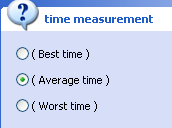 time measurement
( Best time )
( Average time )
( Worst time )